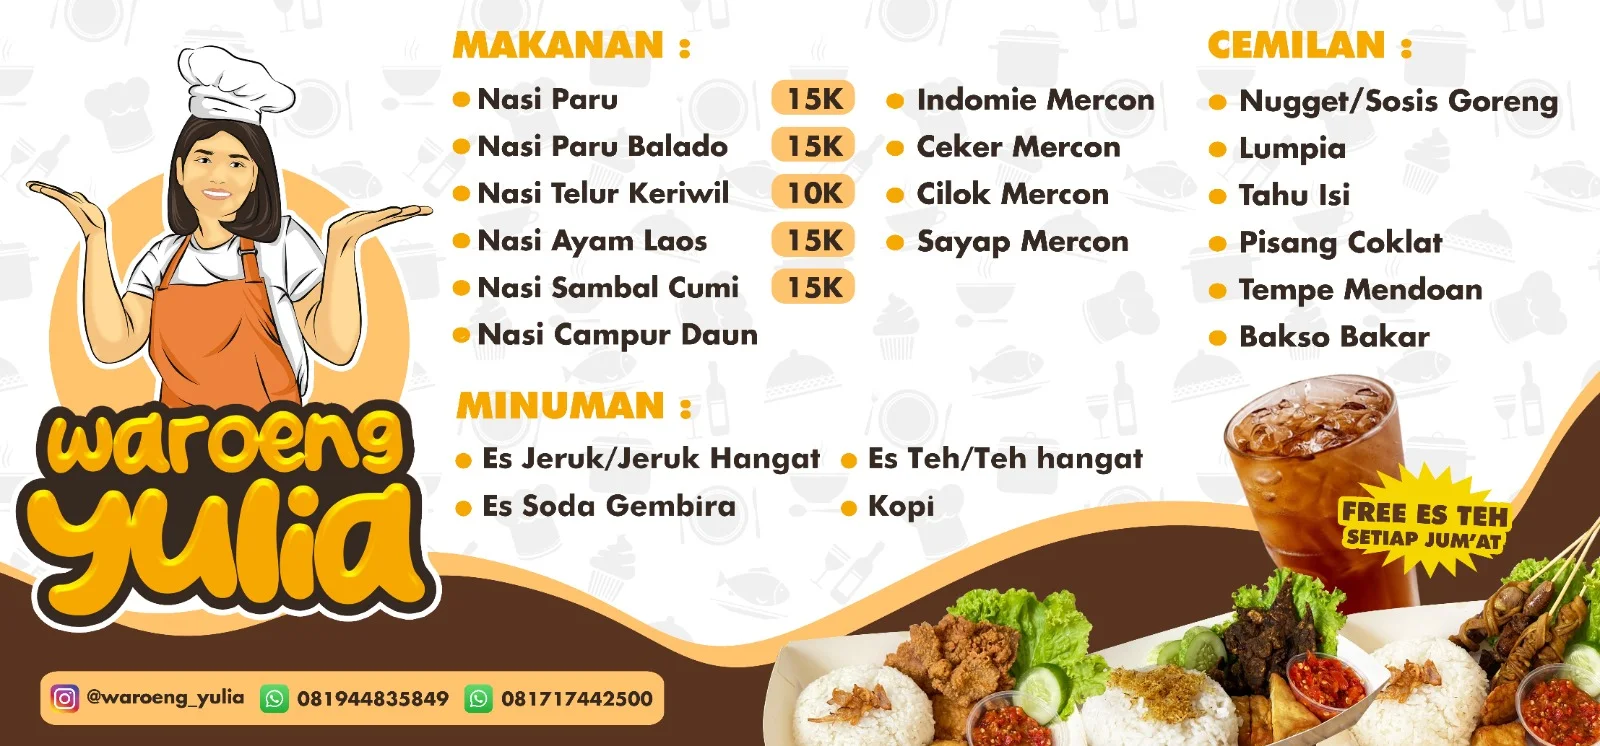 waroeng
yulia
MAKANAN :
Nasi Paru 15K
Nasi Paru Balado 15K
Nasi Telur Keriwil 10K
Nasi Ayam Laos 15K
Nasi Sambal Cumi 15K
Nasi Campur Daun
Indomie Mercon
Ceker Mercon
Cilok Mercon
Sayap Mercon
CEMILAN :
Nugget/Sosis Goreng
Lumpia
Tahu Isi
Pisang Coklat
Tempe Mendoan
Bakso Bakar
MINUMAN :
Es Jeruk/Jeruk Hangat
Es Soda Gembira
Es Teh/Teh hangat
Kopi
FREE ES TEH
SETIAP JUM'AT
@waroeng_yulia 081944835849 081717442500